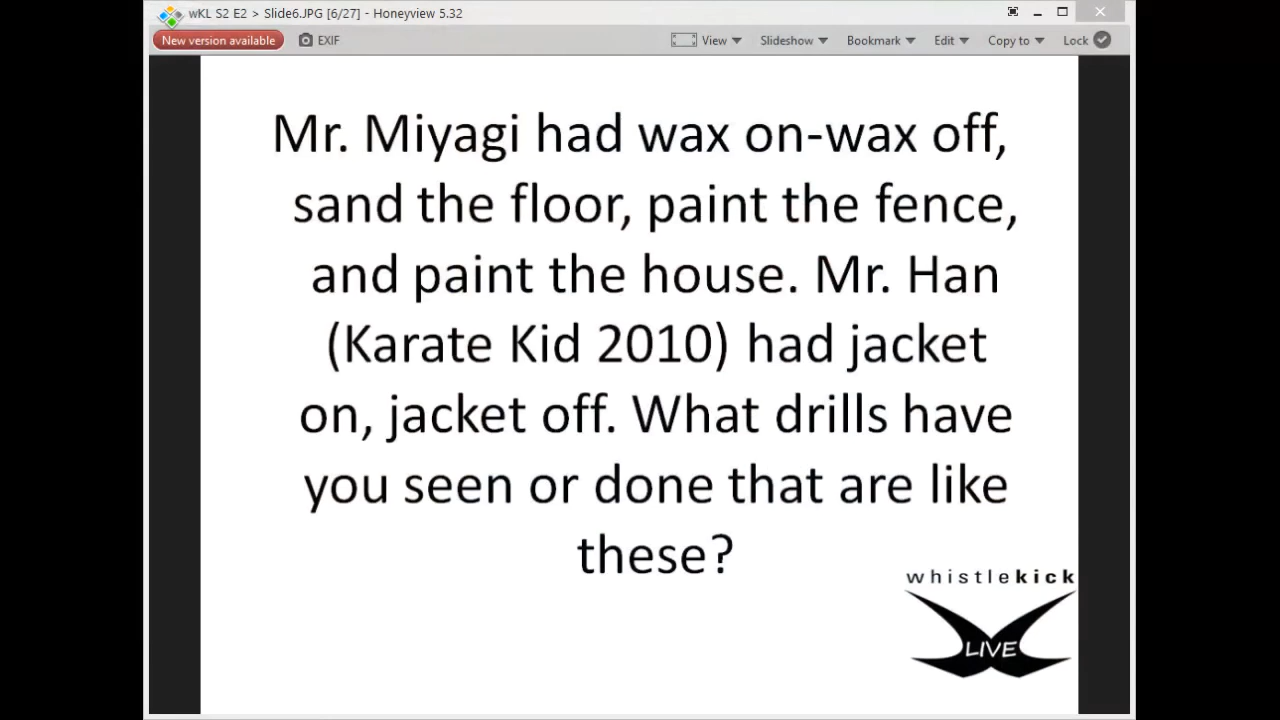 wKL S2 E2 > Slide6.JPG [6/27] - Honeyview 5.32
New version available EXIF View Slideshow Bookmark Edit Copy to Lock
Mr. Miyagi had wax on-wax off,
sand the floor, paint the fence,
and paint the house. Mr. Han
(Karate Kid 2010) had jacket
on, jacket off. What drills have
you seen or done that are like
these?
whistlekick
LIVE